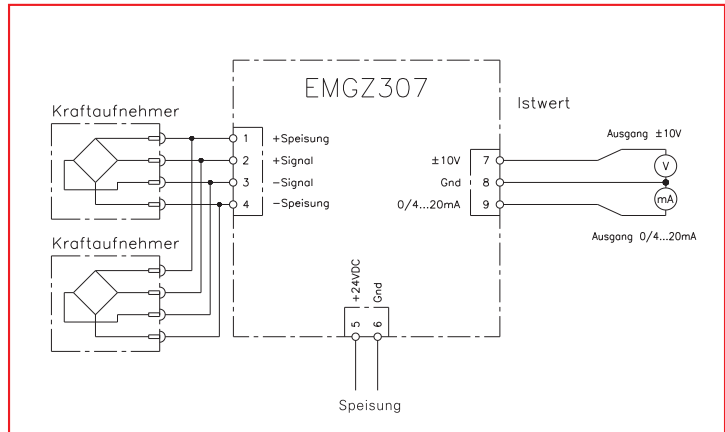 EMGZ307
Kraftaufnehmer
Istwert
1 +Speisung
2 +Signal
3 −Signal
4 −Speisung
±10V 7
Gnd 8
0/4...20mA 9
Ausgang ±10V
V
mA
Ausgang 0/4...20mA
Kraftaufnehmer
+24VDC
Gnd
5
6
Speisung